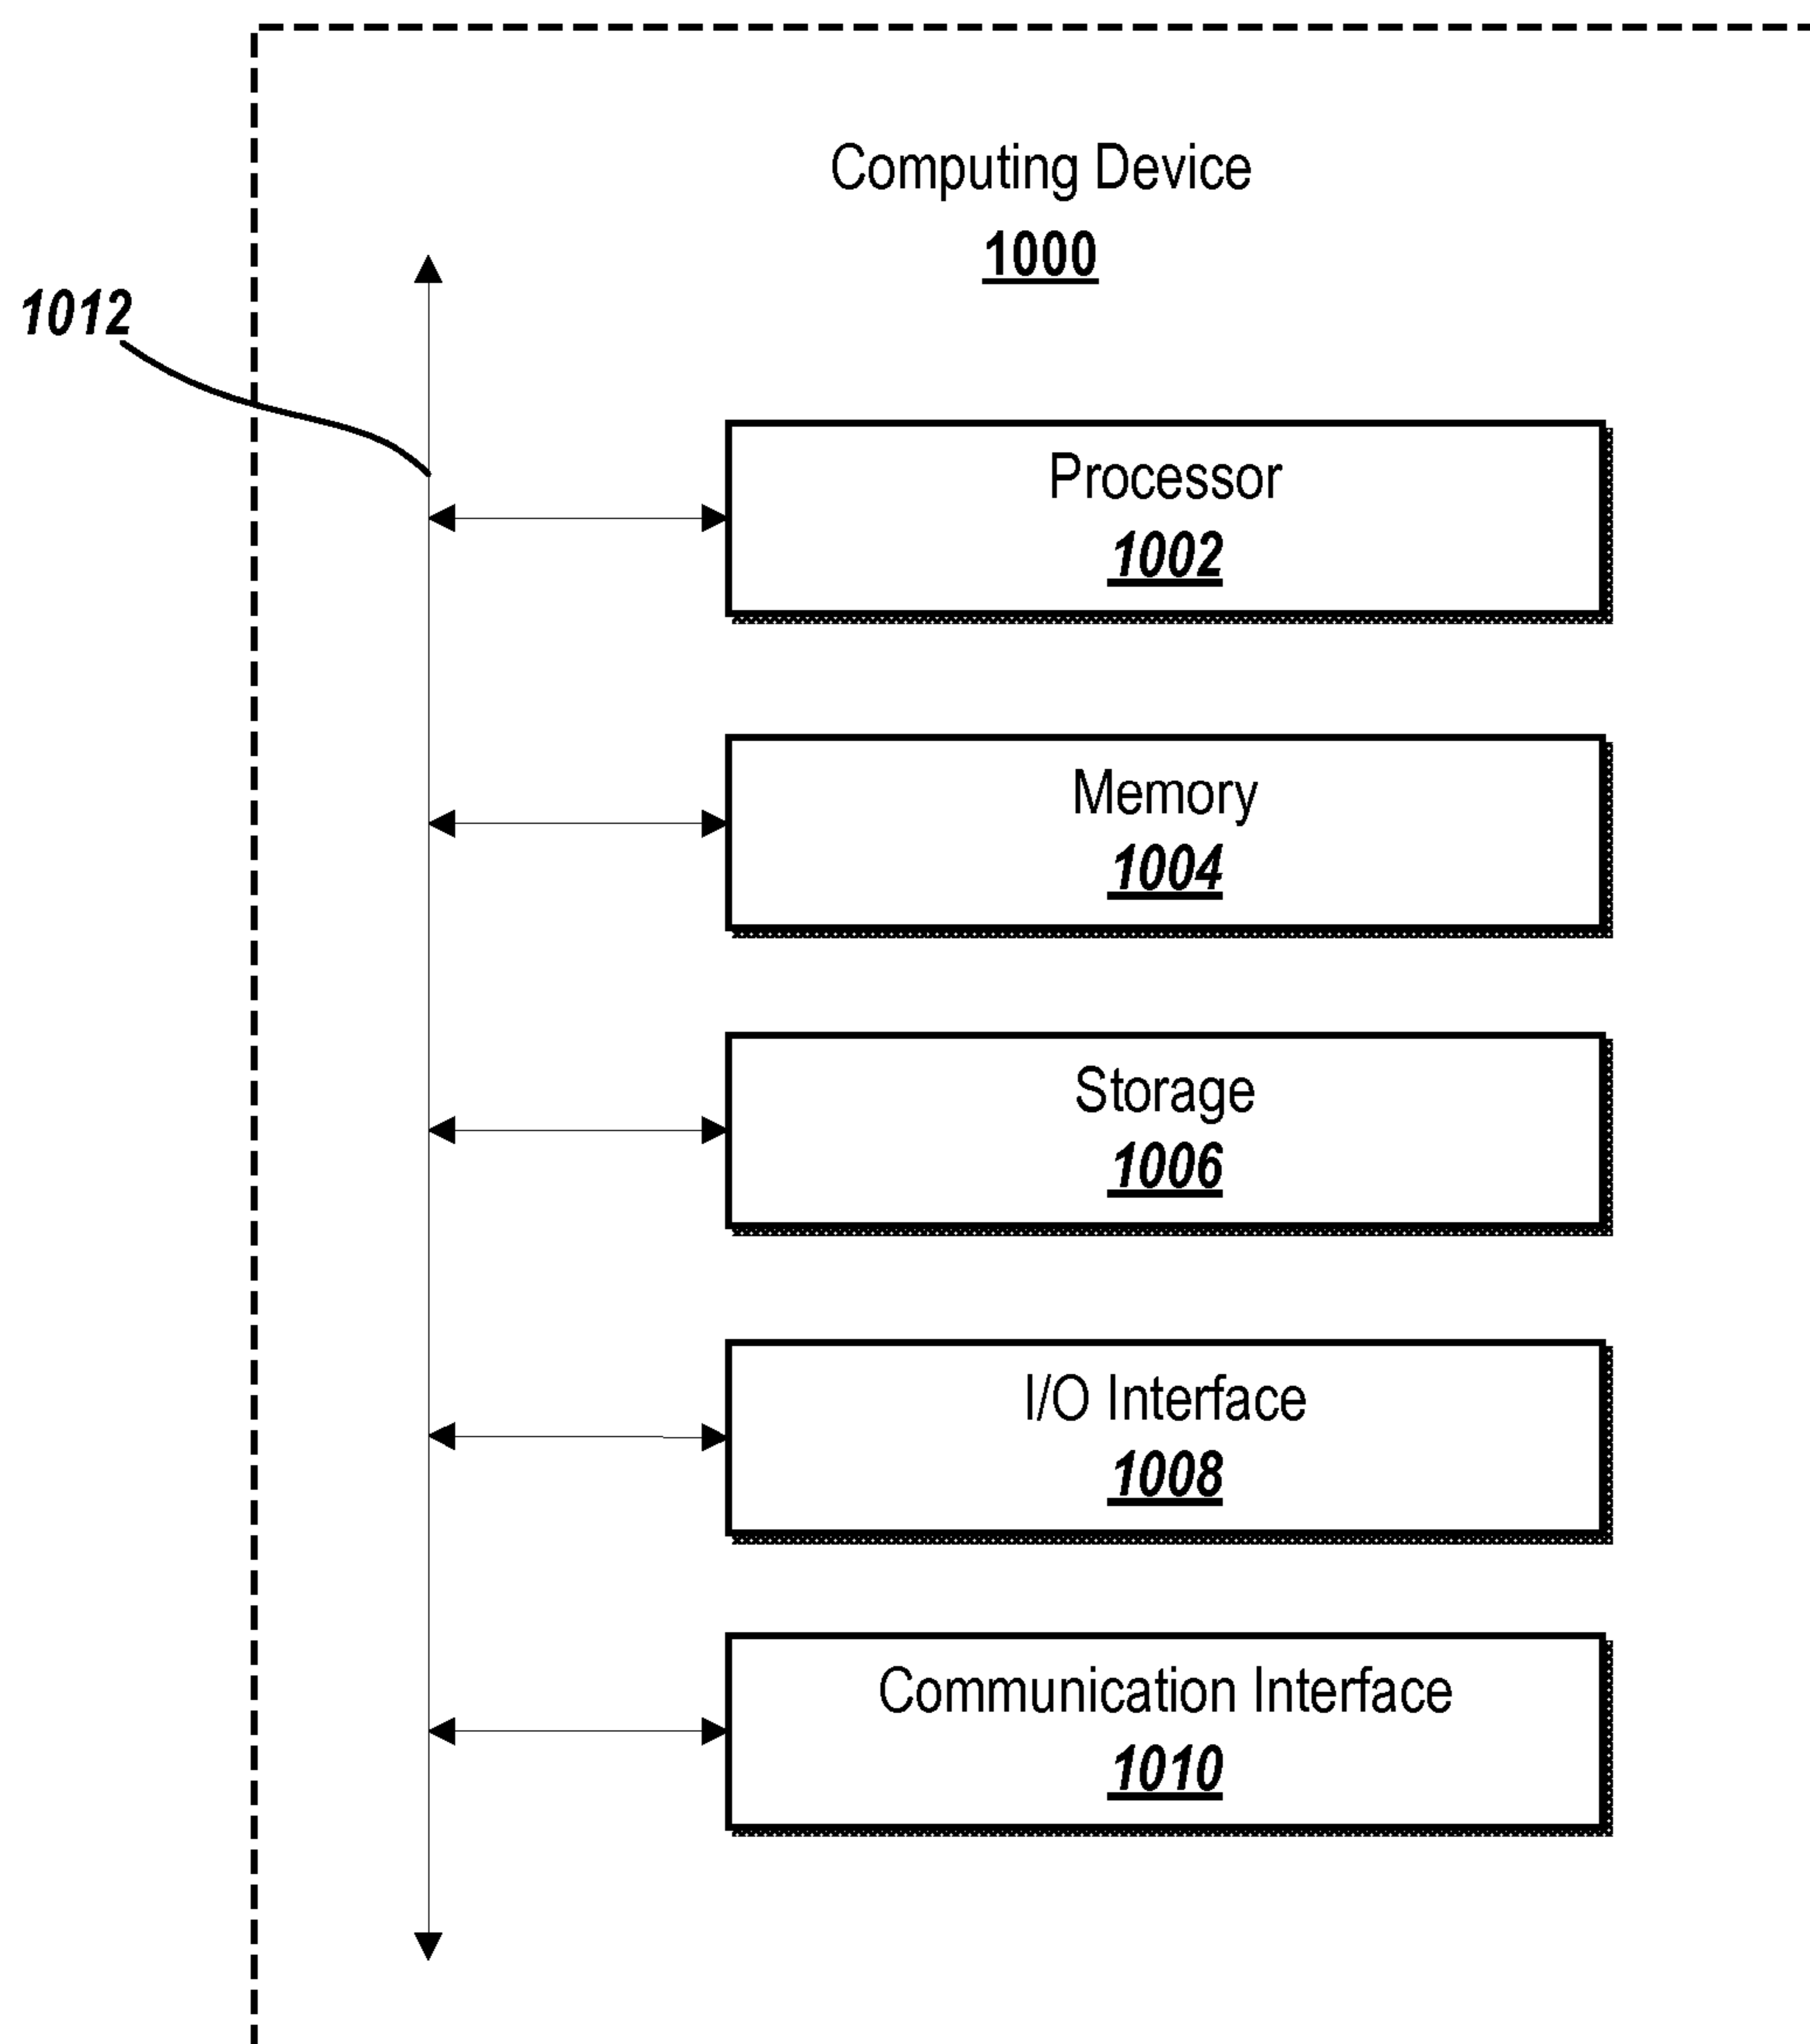 Computing Device
1000
1012
Processor
1002
Memory
1004
Storage
1006
I/O Interface
1008
Communication Interface
1010